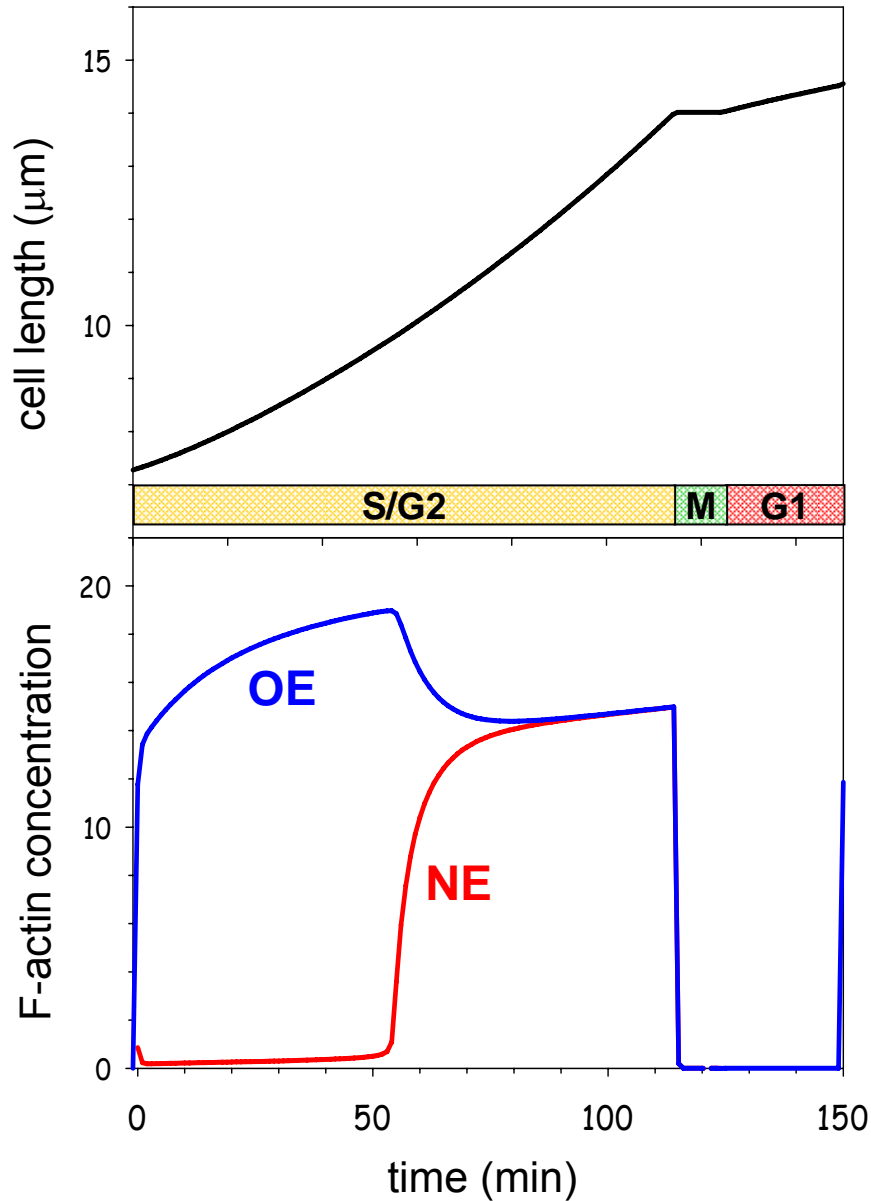 15
10
cell length (μm)
S/G2 M G1
20
10
0
F-actin concentration
OE
NE
0 50 100 150
time (min)